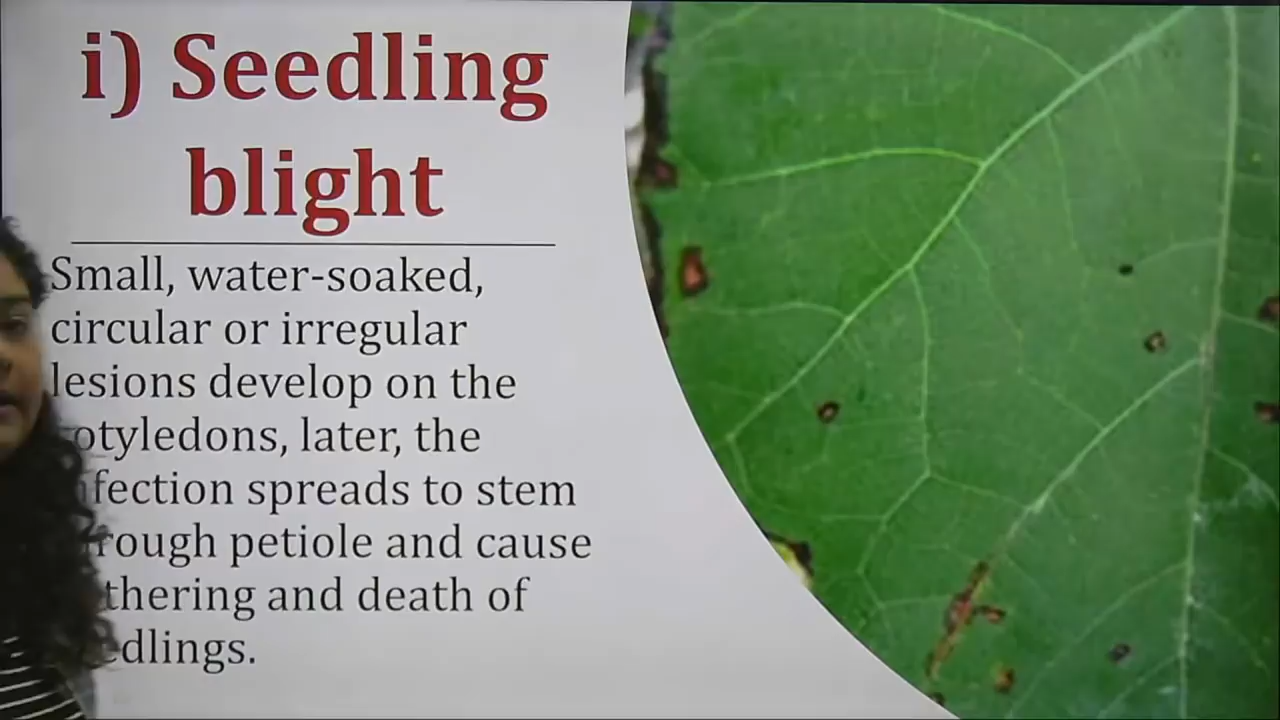 i) Seedling
blight
Small, water-soaked,
circular or irregular
lesions develop on the
otyledons, later, the
fection spreads to stem
rough petiole and cause
thering and death of
edlings.